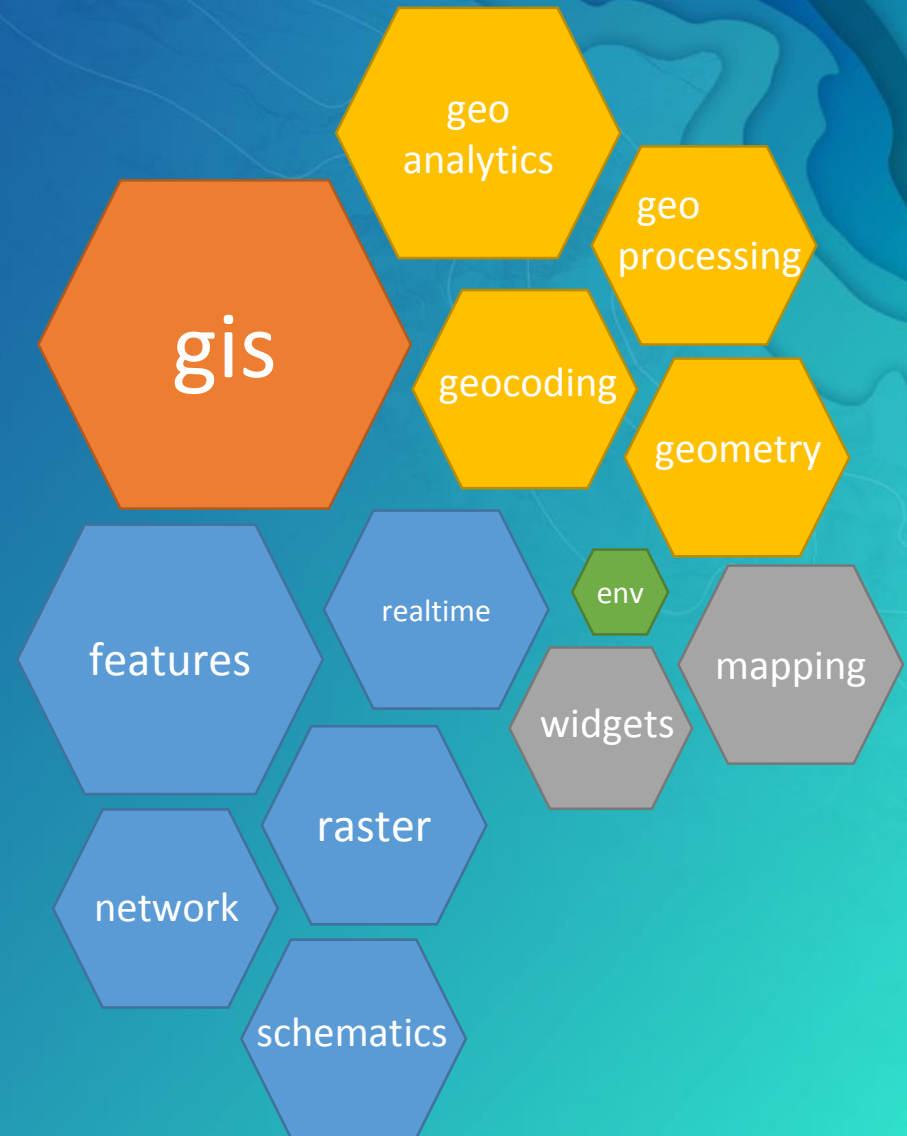 geo
analytics
geo
processing
gis
geocoding
geometry
features
realtime
env
mapping
widgets
raster
network
schematics